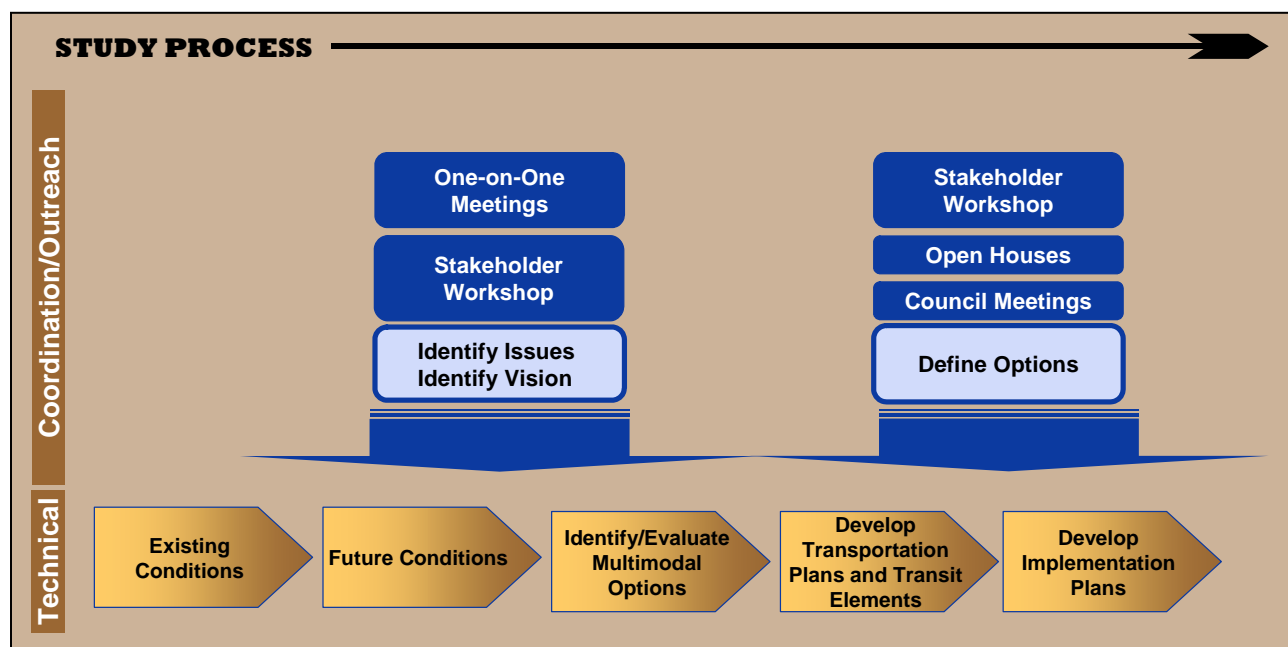 STUDY PROCESS
Coordination/Outreach
One-on-One
Meetings
Stakeholder
Workshop
Identify Issues
Identify Vision
Stakeholder
Workshop
Open Houses
Council Meetings
Define Options
Technical
Existing
Conditions
Future Conditions
Identify/Evaluate
Multimodal
Options
Develop
Transportation
Plans and Transit
Elements
Develop
Implementation
Plans